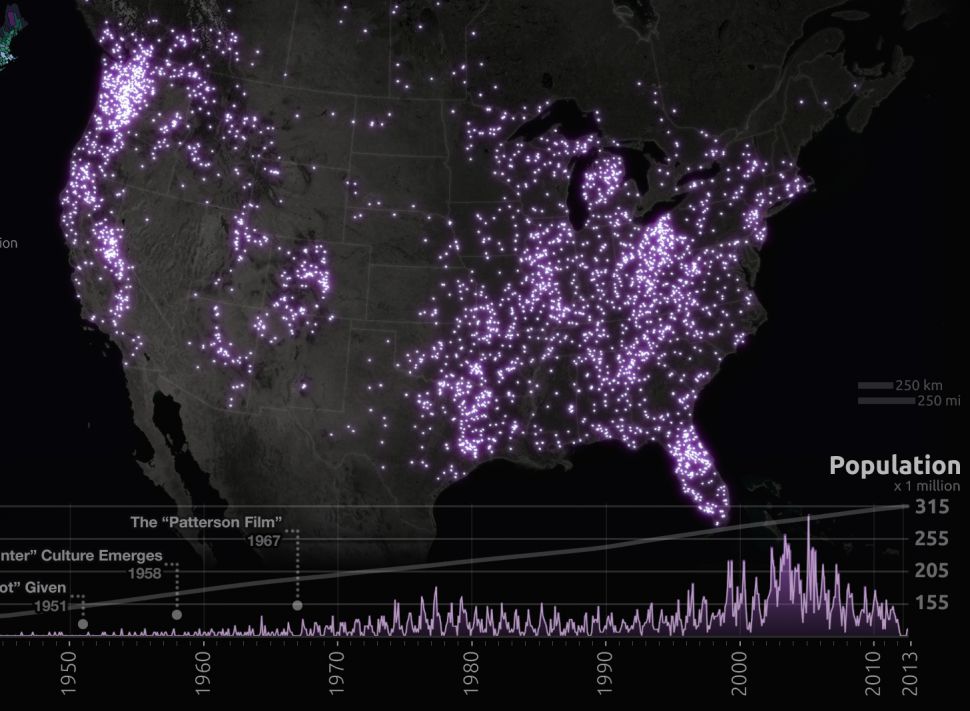 ion
250 km
250 mi
Population
x 1 million
315
The “Patterson Film”
1967
255
nter” Culture Emerges
1958
205
ot” Given
1951
155
1950
1960
1970
1980
1990
2000
2010
2013